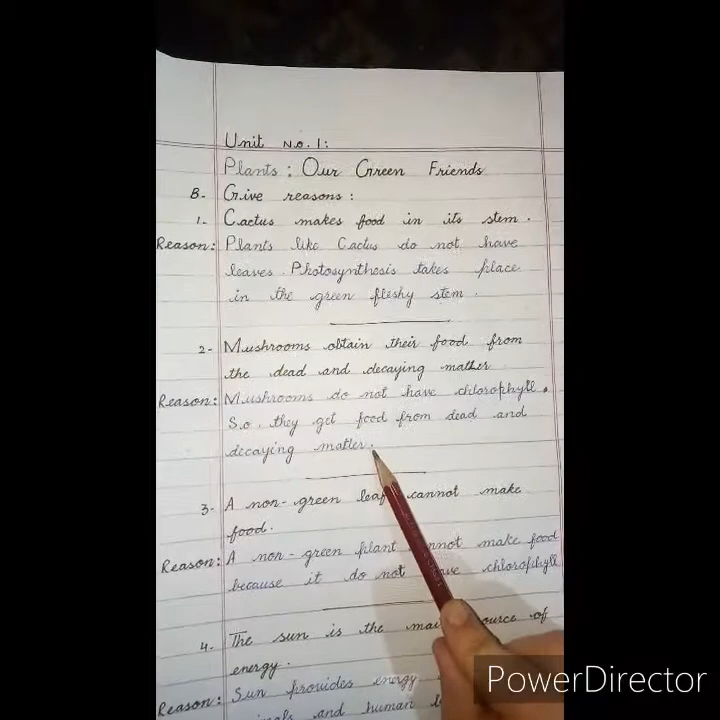 Unit No. 1:
Plants : Our Green Friends
B- Give reasons :
1- Cactus makes food in its stem .
Reason: Plants like Cactus do not have
leaves . Photosynthesis takes place
in the green fleshy stem .
2- Mushrooms obtain their food from
the dead and decaying matter
Reason: Mushrooms do not have chlorophyll .
So. they get food from dead and
decaying matter .
3- A non-green leaf cannot make
food.
Reason: A non-green plant make food
because it do not chlorophyll
4. The sun is the of
energy .
Reason: Sun provides energy
and human
PowerDirector